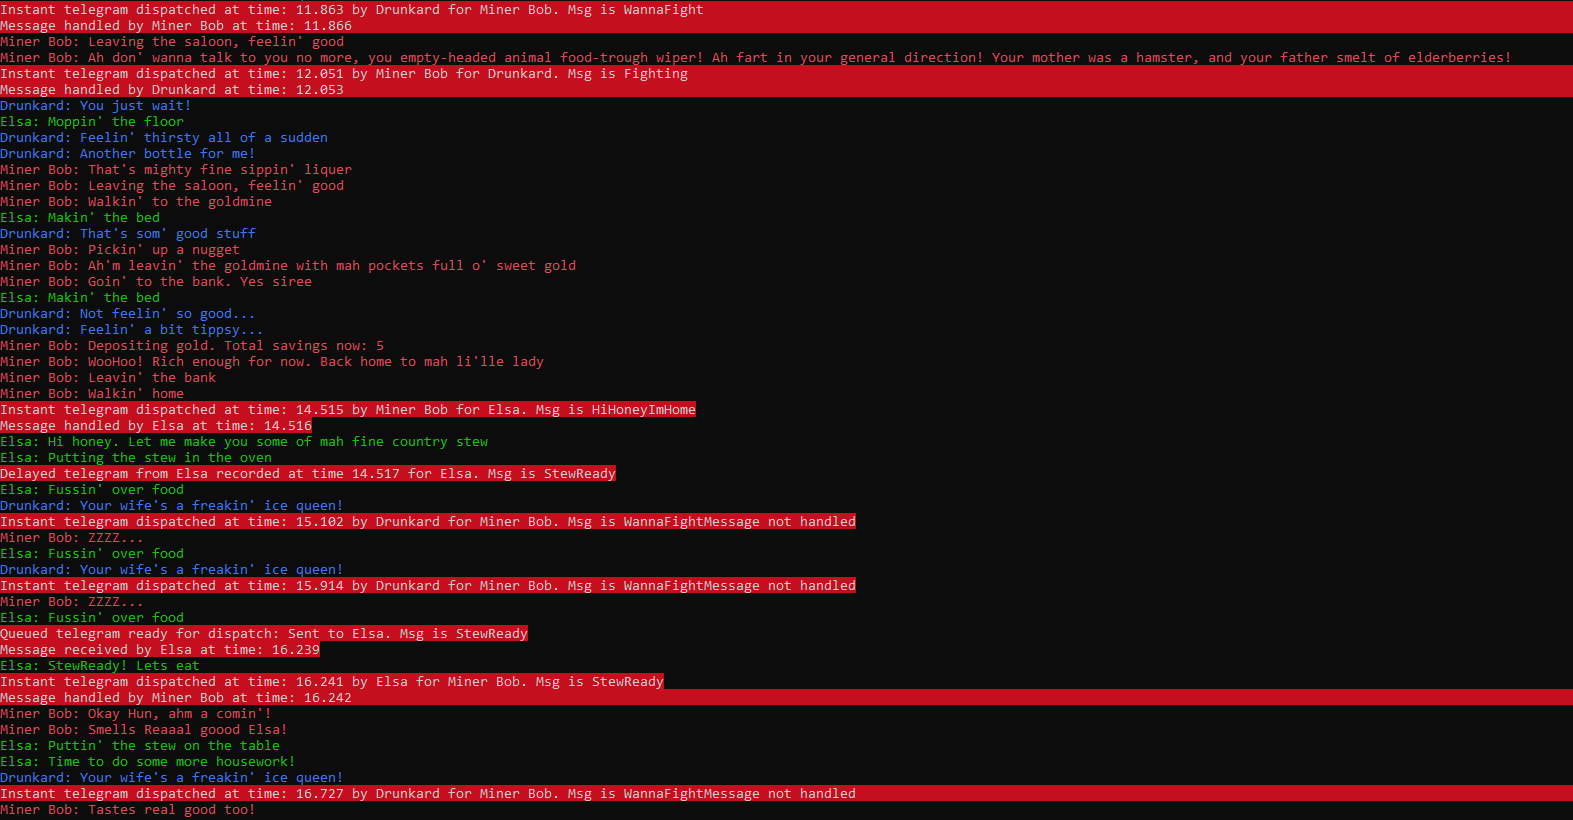 Instant telegram dispatched at time: 11.863 by Drunkard for Miner Bob. Msg is WannaFight
Message handled by Miner Bob at time: 11.866
Miner Bob: Leaving the saloon, feelin' good
Miner Bob: Ah don' wanna talk to you no more, you empty-headed animal food-trough wiper! Ah fart in your general direction! Your mother was a hamster, and your father smelt of elderberries!
Instant telegram dispatched at time: 12.051 by Miner Bob for Drunkard. Msg is Fighting
Message handled by Drunkard at time: 12.053
Drunkard: You just wait!
Elsa: Moppin' the floor
Drunkard: Feelin' thirsty all of a sudden
Drunkard: Another bottle for me!
Miner Bob: That's mighty fine sippin' liquer
Miner Bob: Leaving the saloon, feelin' good
Miner Bob: Walkin' to the goldmine
Elsa: Makin' the bed
Drunkard: That's som' good stuff
Miner Bob: Pickin' up a nugget
Miner Bob: Ah'm leavin' the goldmine with mah pockets full o' sweet gold
Miner Bob: Goin' to the bank. Yes siree
Elsa: Makin' the bed
Drunkard: Not feelin' so good...
Drunkard: Feelin' a bit tippsy...
Miner Bob: Depositing gold. Total savings now: 5
Miner Bob: WooHoo! Rich enough for now. Back home to mah li'lle lady
Miner Bob: Leavin' the bank
Miner Bob: Walkin' home
Instant telegram dispatched at time: 14.515 by Miner Bob for Elsa. Msg is HiHoneyImHome
Message handled by Elsa at time: 14.516
Elsa: Hi honey. Let me make you some of mah fine country stew
Elsa: Putting the stew in the oven
Delayed telegram from Elsa recorded at time 14.517 for Elsa. Msg is StewReady
Elsa: Fussin' over food
Drunkard: Your wife's a freakin' ice queen!
Instant telegram dispatched at time: 15.102 by Drunkard for Miner Bob. Msg is WannaFightMessage not handled
Miner Bob: ZZZZ...
Elsa: Fussin' over food
Drunkard: Your wife's a freakin' ice queen!
Instant telegram dispatched at time: 15.914 by Drunkard for Miner Bob. Msg is WannaFightMessage not handled
Miner Bob: ZZZZ...
Elsa: Fussin' over food
Queued telegram ready for dispatch: Sent to Elsa. Msg is StewReady
Message received by Elsa at time: 16.239
Elsa: StewReady! Lets eat
Instant telegram dispatched at time: 16.241 by Elsa for Miner Bob. Msg is StewReady
Message handled by Miner Bob at time: 16.242
Miner Bob: Okay Hun, ahm a comin'!
Miner Bob: Smells Reaaal goood Elsa!
Elsa: Puttin' the stew on the table
Elsa: Time to do some more housework!
Drunkard: Your wife's a freakin' ice queen!
Instant telegram dispatched at time: 16.727 by Drunkard for Miner Bob. Msg is WannaFightMessage not handled
Miner Bob: Tastes real good too!